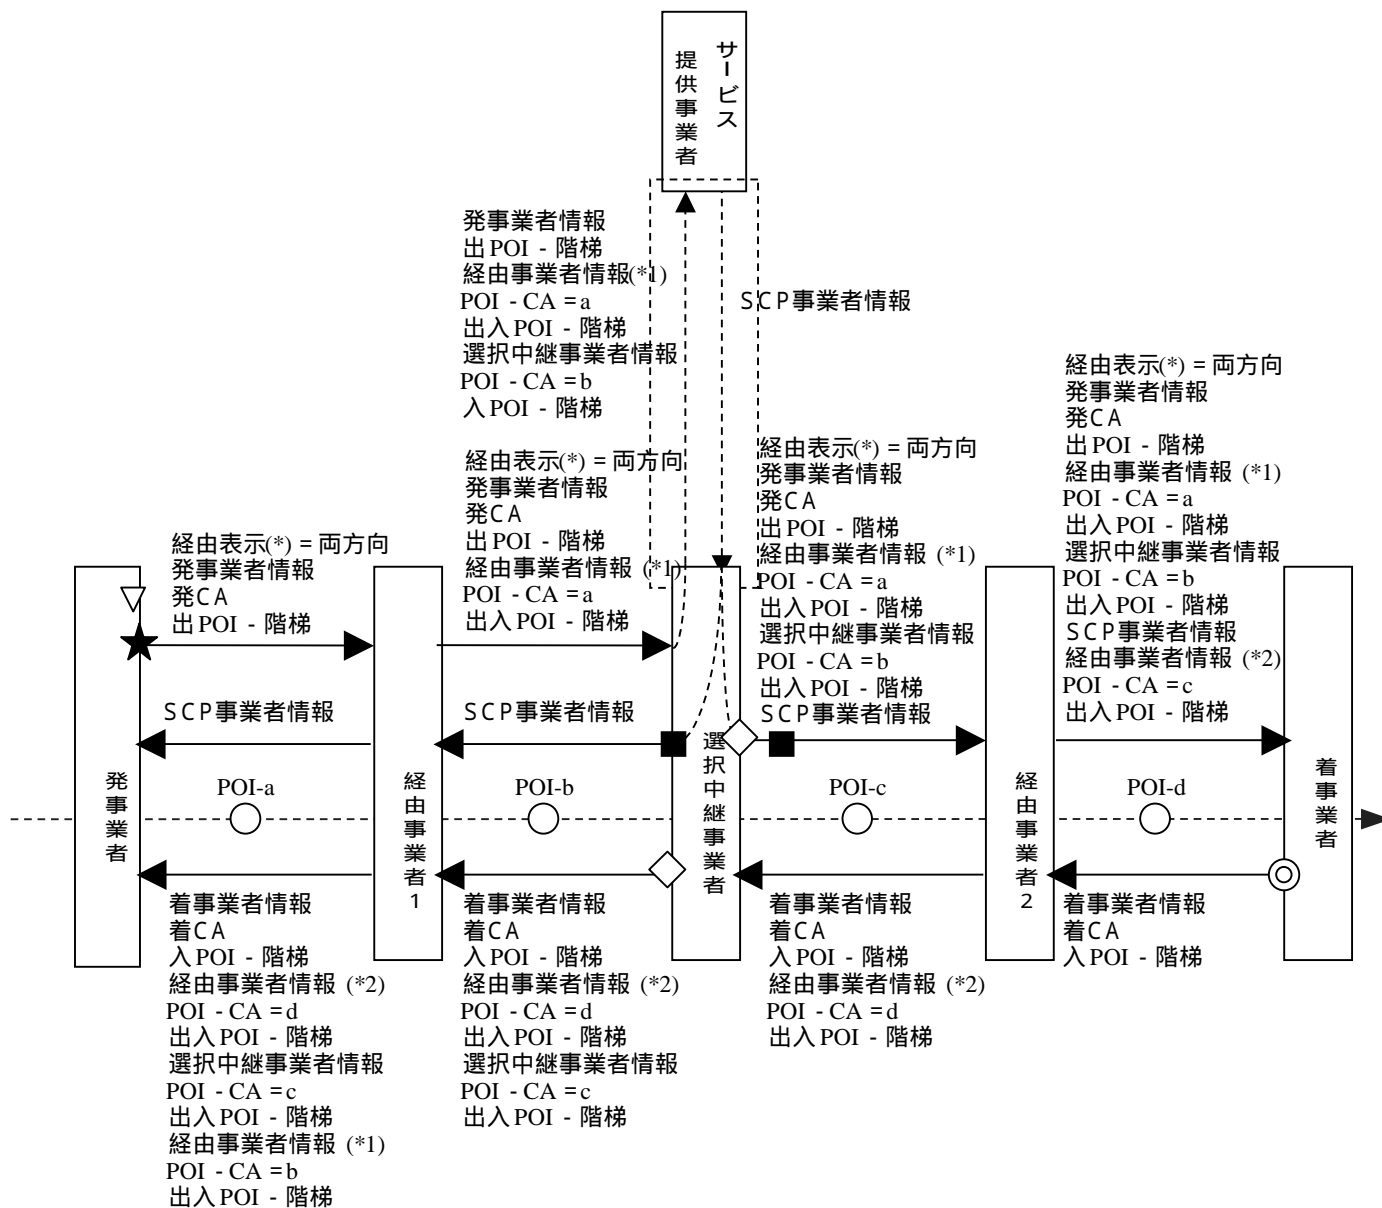 サービス
提供事業者
発事業者情報
出POI - 階梯
経由事業者情報(*1)
POI - CA = a
出入POI - 階梯
選択中継事業者情報
POI - CA = b
入POI - 階梯
SCP事業者情報
経由表示(*) = 両方向
発事業者情報
発CA
出POI - 階梯
経由表示(*) = 両方向
発事業者情報
発CA
出POI - 階梯
経由事業者情報 (*1)
POI - CA = a
出入POI - 階梯
経由表示(*) = 両方向
発事業者情報
発CA
出POI - 階梯
経由事業者情報 (*1)
POI - CA = a
出入POI - 階梯
選択中継事業者情報
POI - CA = b
出入POI - 階梯
SCP事業者情報
経由表示(*) = 両方向
発事業者情報
発CA
出POI - 階梯
経由事業者情報 (*1)
POI - CA = a
出入POI - 階梯
選択中継事業者情報
POI - CA = b
出入POI - 階梯
SCP事業者情報
経由事業者情報 (*2)
POI - CA = c
出入POI - 階梯
SCP事業者情報
SCP事業者情報
発事業者
POI-a
経由事業者1
POI-b
選択中継事業者
POI-c
経由事業者2
POI-d
着事業者
着事業者情報
着CA
入POI - 階梯
経由事業者情報 (*2)
POI - CA = d
出入POI - 階梯
選択中継事業者情報
POI - CA = c
出入POI - 階梯
経由事業者情報 (*1)
POI - CA = b
出入POI - 階梯
着事業者情報
着CA
入POI - 階梯
経由事業者情報 (*2)
POI - CA = d
出入POI - 階梯
選択中継事業者情報
POI - CA = c
出入POI - 階梯
着事業者情報
着CA
入POI - 階梯
経由事業者情報 (*2)
POI - CA = d
出入POI - 階梯
着事業者情報
着CA
入POI - 階梯